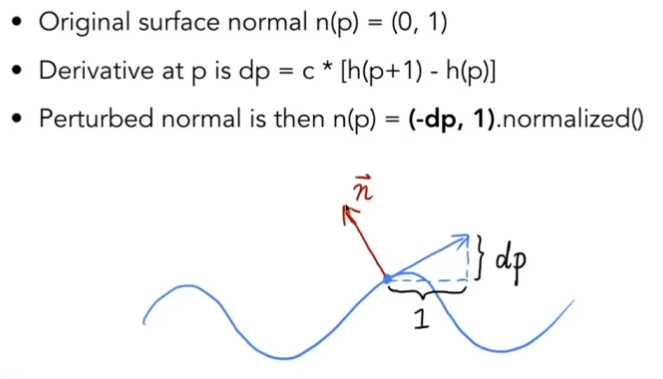 • Original surface normal n(p) = (0, 1)
• Derivative at p is dp = c * [h(p+1) - h(p)]
• Perturbed normal is then n(p) = (-dp, 1).normalized()
n⃗
dp
1